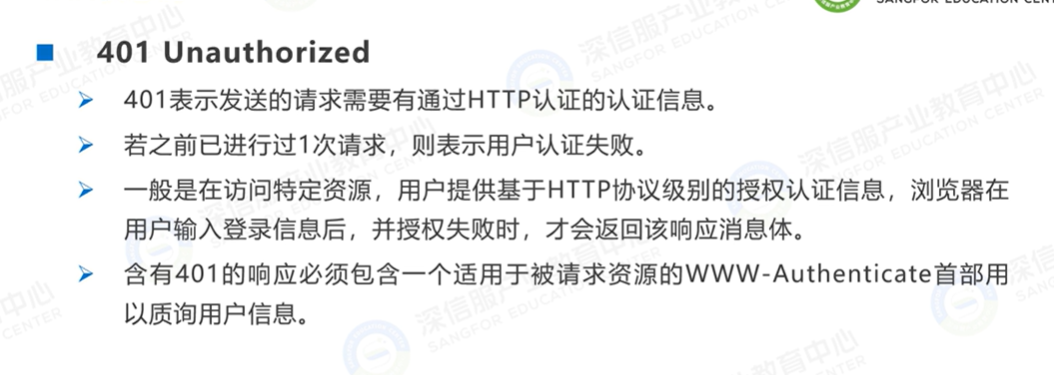 SANGFOR EDUCATION CENTER
401 Unauthorized
401表示发送的请求需要有通过HTTP认证的认证信息。
若之前已进行过1次请求，则表示用户认证失败。
一般是在访问特定资源，用户提供基于HTTP协议级别的授权认证信息，浏览器在
用户输入登录信息后，并授权失败时，才会返回该响应消息体。
含有401的响应必须包含一个适用于被请求资源的WWW-Authenticate首部用
以质询用户信息。
深信服产业教育中心
SANGFOR EDUCATION CENTER